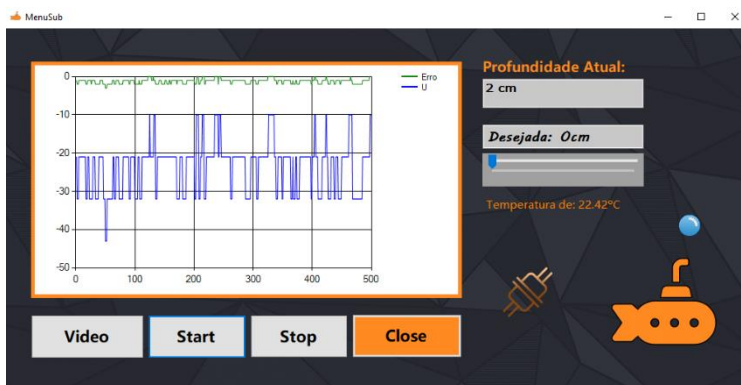 MenuSub
0
-10
-20
-30
-40
-50
0 100 200 300 400 500
Erro
U
Profundidade Atual:
2 cm
Desejada: 0cm
Temperatura de: 22.42ºC
Video Start Stop Close